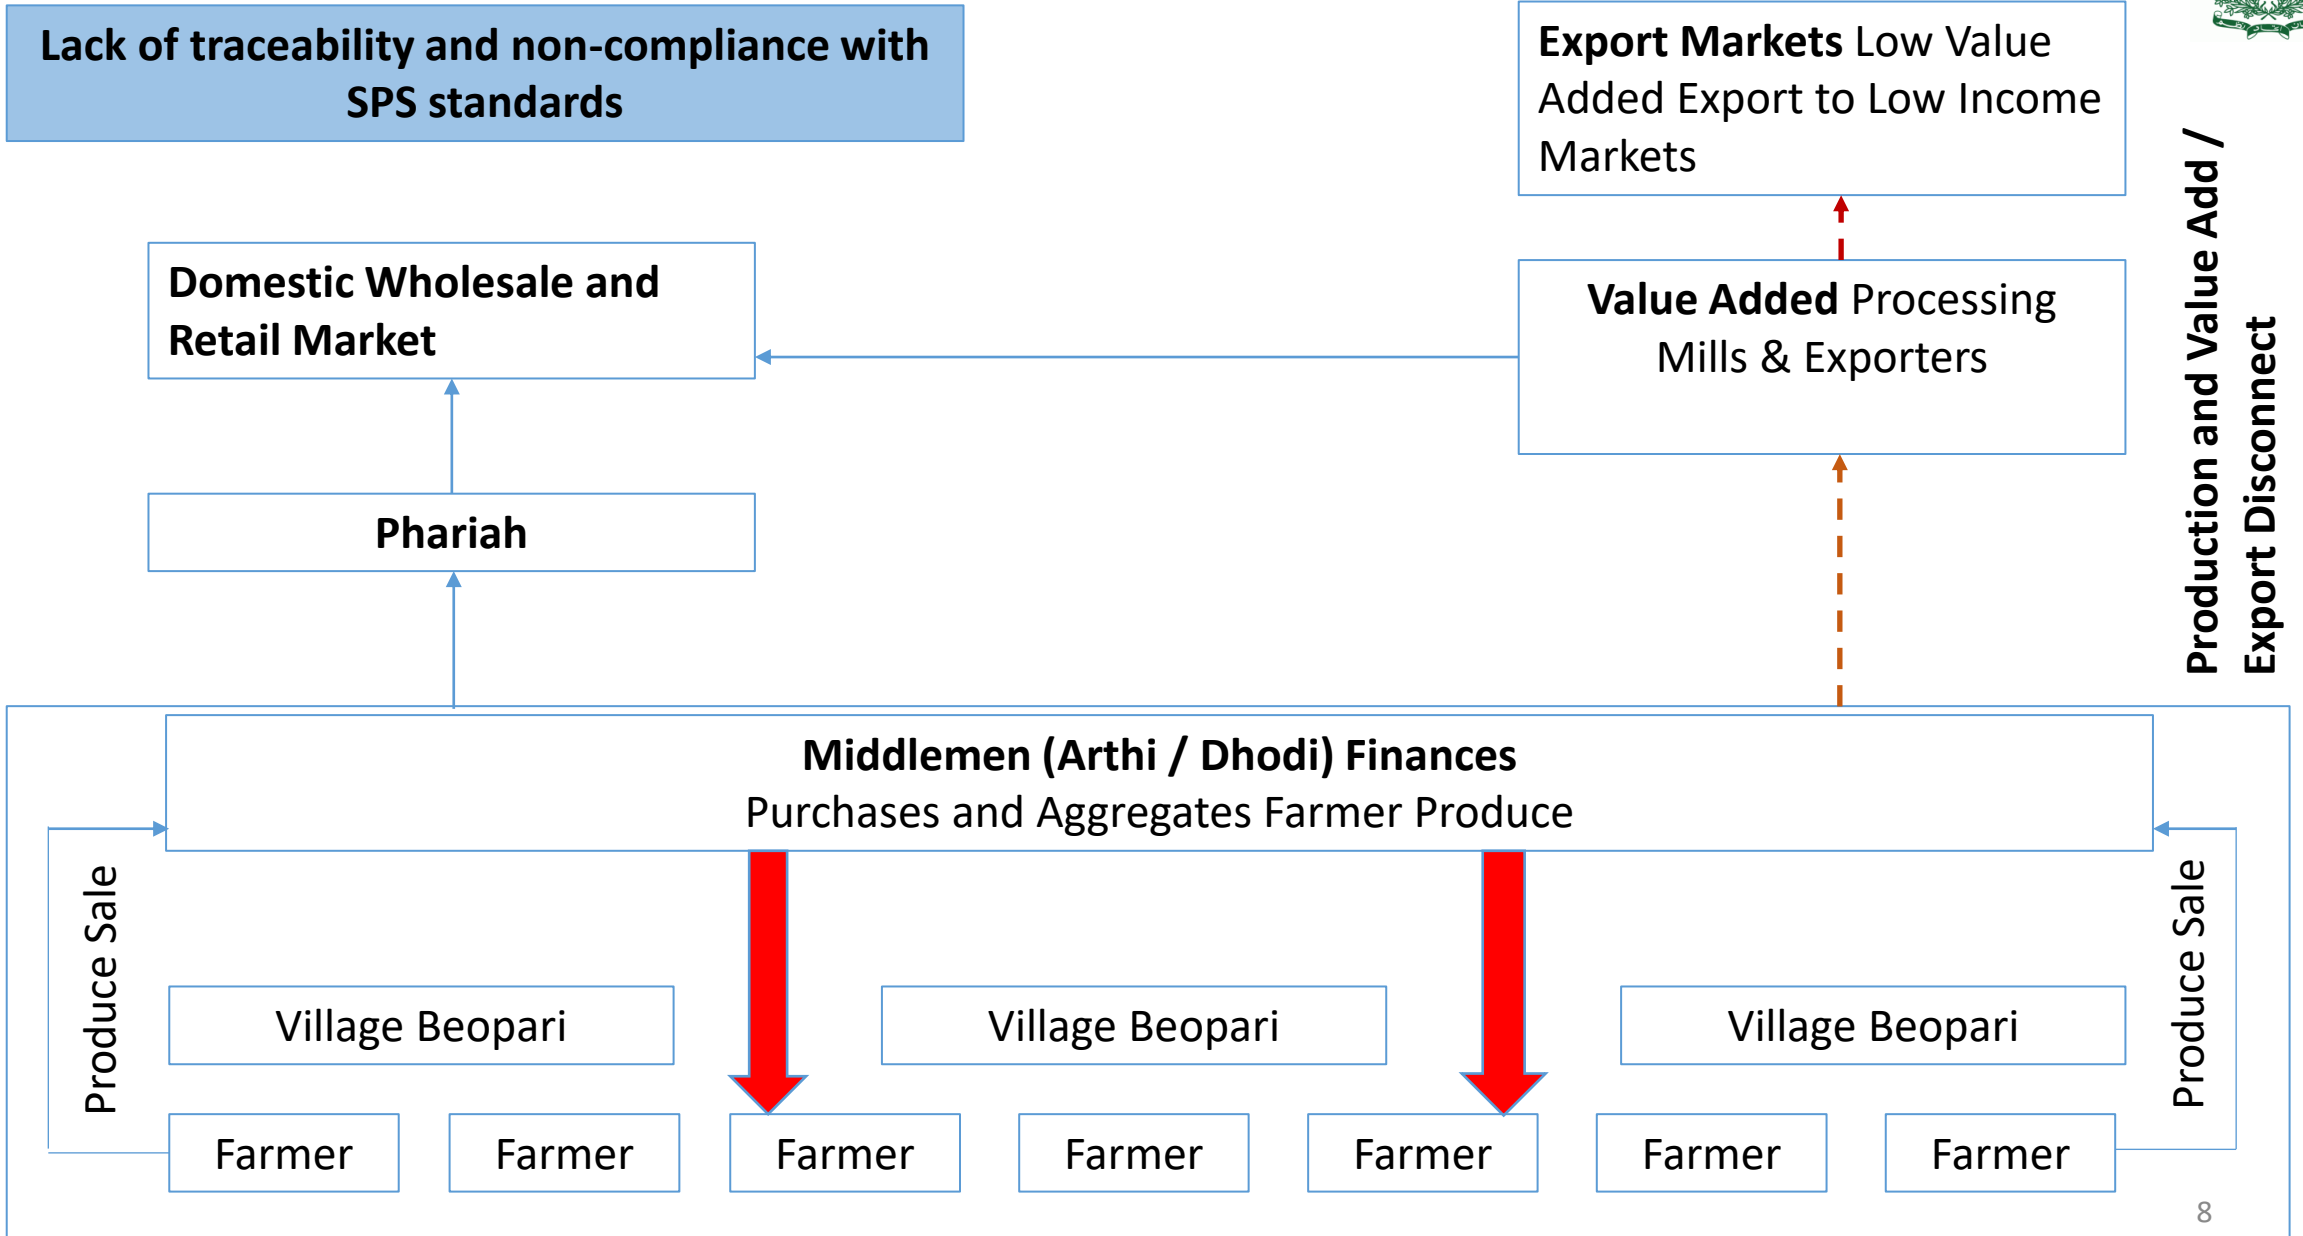 Lack of traceability and non-compliance with
SPS standards
Export Markets Low Value
Added Export to Low Income
Markets
Production and Value Add /
Export Disconnect
Domestic Wholesale and
Retail Market
Value Added Processing
Mills & Exporters
Phariah
Middlemen (Arthi / Dhodi) Finances
Purchases and Aggregates Farmer Produce
Produce Sale
Produce Sale
Village Beopari
Village Beopari
Village Beopari
Farmer
Farmer
Farmer
Farmer
Farmer
Farmer
Farmer
8